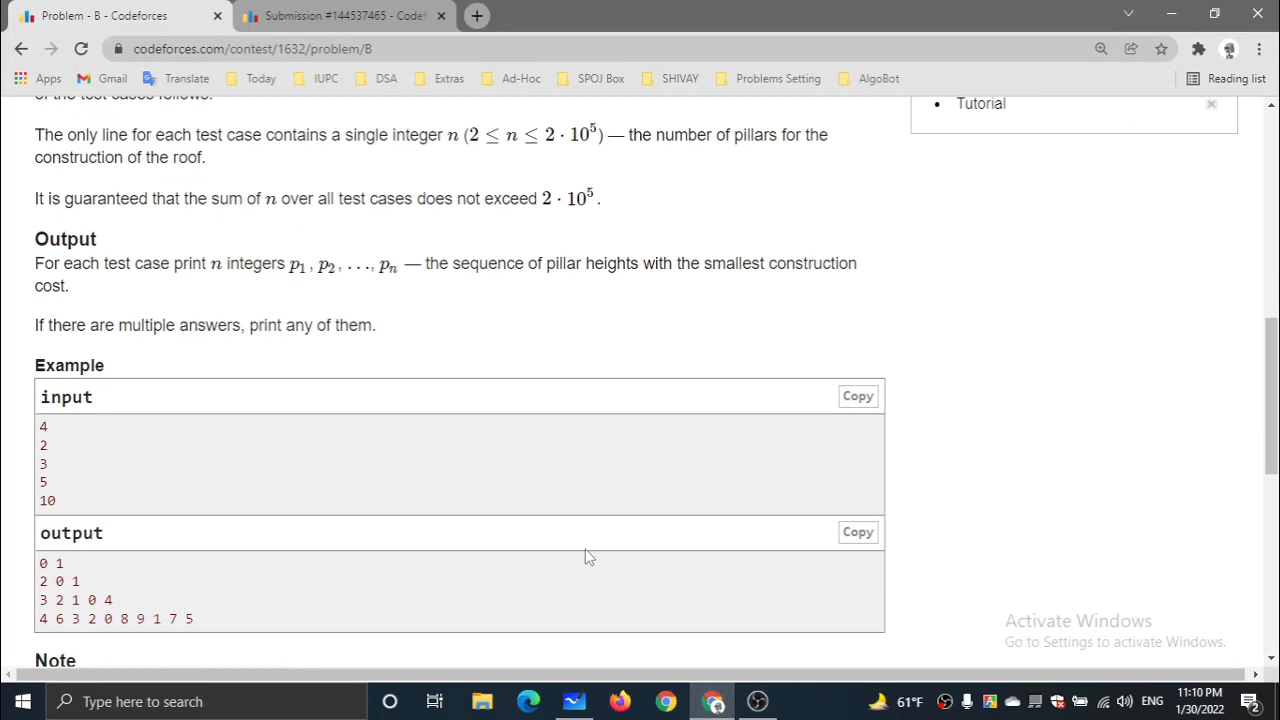 Problem - B - Codeforces
Submission #144537465 - Codef
codeforces.com/contest/1632/problem/B
Apps Gmail Translate Today IUPC DSA Extras Ad-Hoc SPOJ Box SHIVAY Problems Setting AlgoBot Reading list
of the test cases follows.
Tutorial
The only line for each test case contains a single integer n (2 ≤ n ≤ 2 · 10^5) — the number of pillars for the
construction of the roof.
It is guaranteed that the sum of n over all test cases does not exceed 2 · 10^5.
Output
For each test case print n integers p1, p2, …, pn — the sequence of pillar heights with the smallest construction
cost.
If there are multiple answers, print any of them.
Example
input Copy
4
2
3
5
10
output Copy
0 1
2 0 1
3 2 1 0 4
4 6 3 2 0 8 9 1 7 5
Note
Activate Windows
Go to Settings to activate Windows.
Type here to search
61°F
ENG
11:10 PM
1/30/2022
2